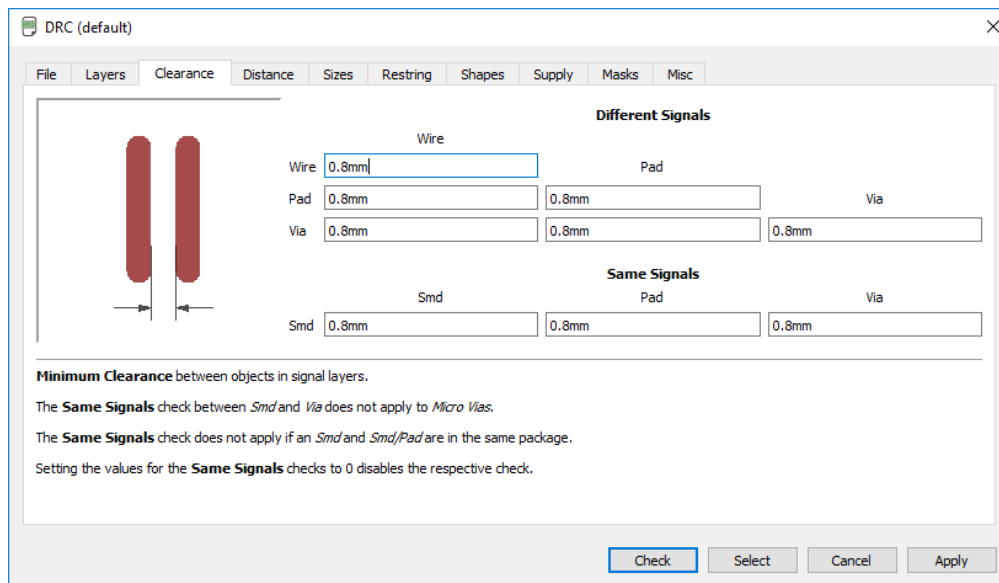 DRC (default)
File Layers Clearance Distance Sizes Restring Shapes Supply Masks Misc
Different Signals
Wire
Wire 0.8mm Pad
Pad 0.8mm 0.8mm Via
Via 0.8mm 0.8mm 0.8mm
Same Signals
Smd Pad Via
Smd 0.8mm 0.8mm 0.8mm
Minimum Clearance between objects in signal layers.
The Same Signals check between Smd and Via does not apply to Micro Vias.
The Same Signals check does not apply if an Smd and Smd/Pad are in the same package.
Setting the values for the Same Signals checks to 0 disables the respective check.
Check Select Cancel Apply